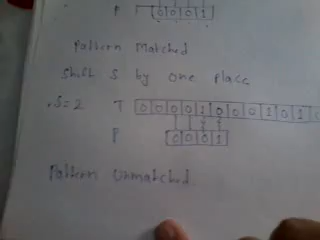 P 0 0 0 1
Pattern Matched
Shift S by one place
S=2 T 0 0 0 0 1 0 0 0 1 0 1 0
P 0 0 0 1
Pattern Unmatched